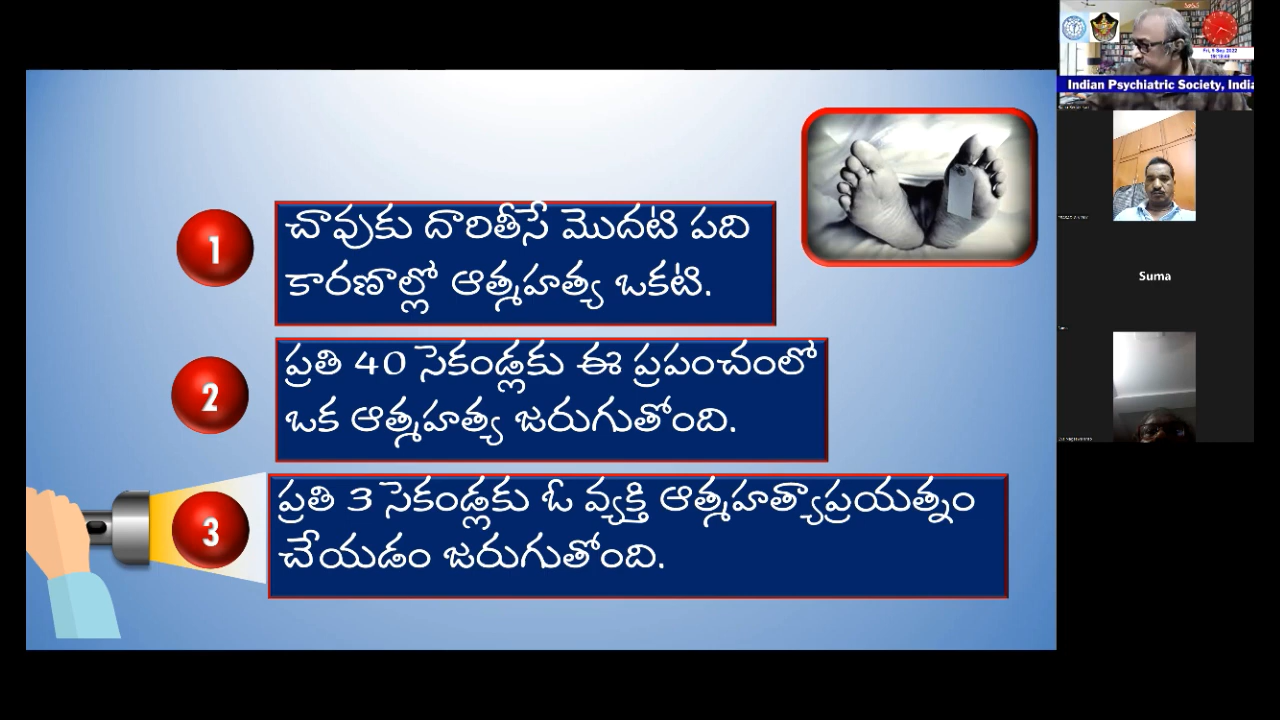 1
చావుకు దారితీసే మొదటి పది
కారణాల్లో ఆత్మహత్య ఒకటి.
2
ప్రతి 40 సెకండ్లకు ఈ ప్రపంచంలో
ఒక ఆత్మహత్య జరుగుతోంది.
3
ప్రతి 3 సెకండ్లకు ఓ వ్యక్తి ఆత్మహత్యాప్రయత్నం
చేయడం జరుగుతోంది.
Indian Psychiatric Society, India
Suma